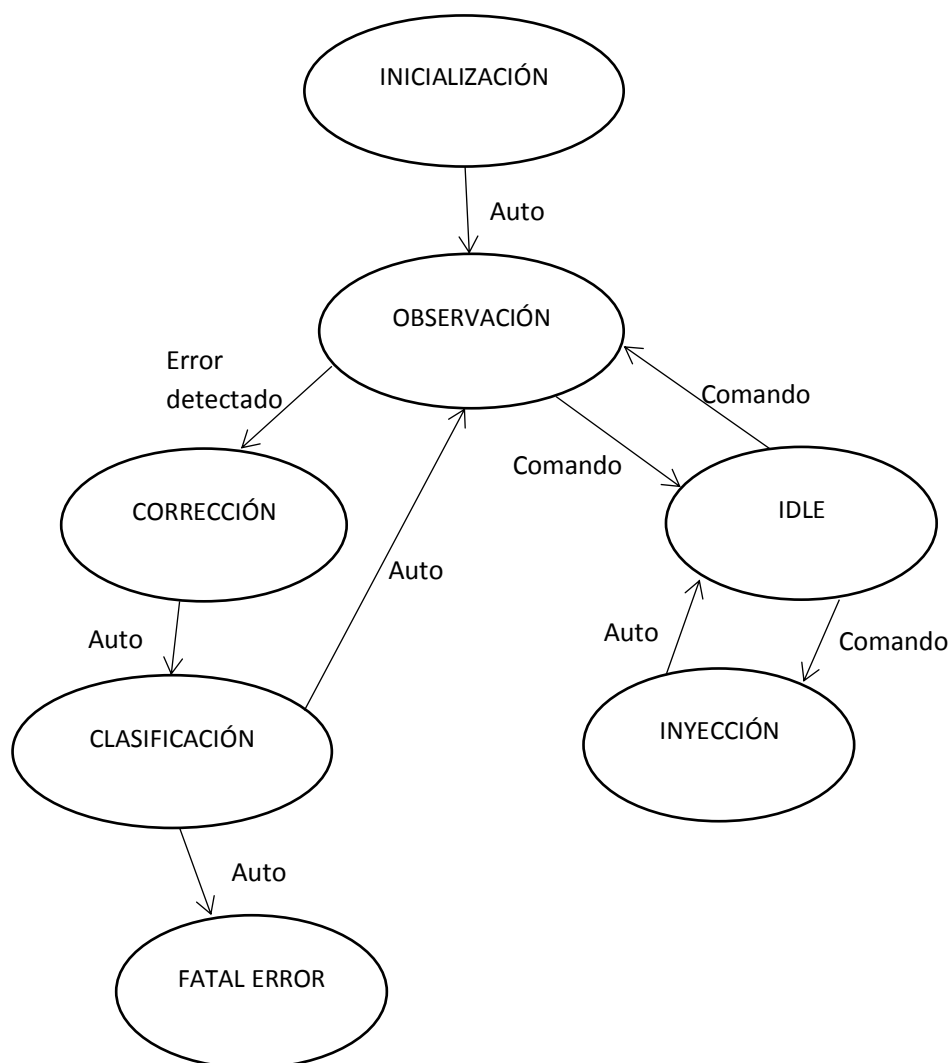 INICIALIZACIÓN
Auto
OBSERVACIÓN
Error
detectado
Comando
Comando
CORRECCIÓN
IDLE
Auto
Auto
Auto
Comando
CLASIFICACIÓN
INYECCIÓN
Auto
FATAL ERROR